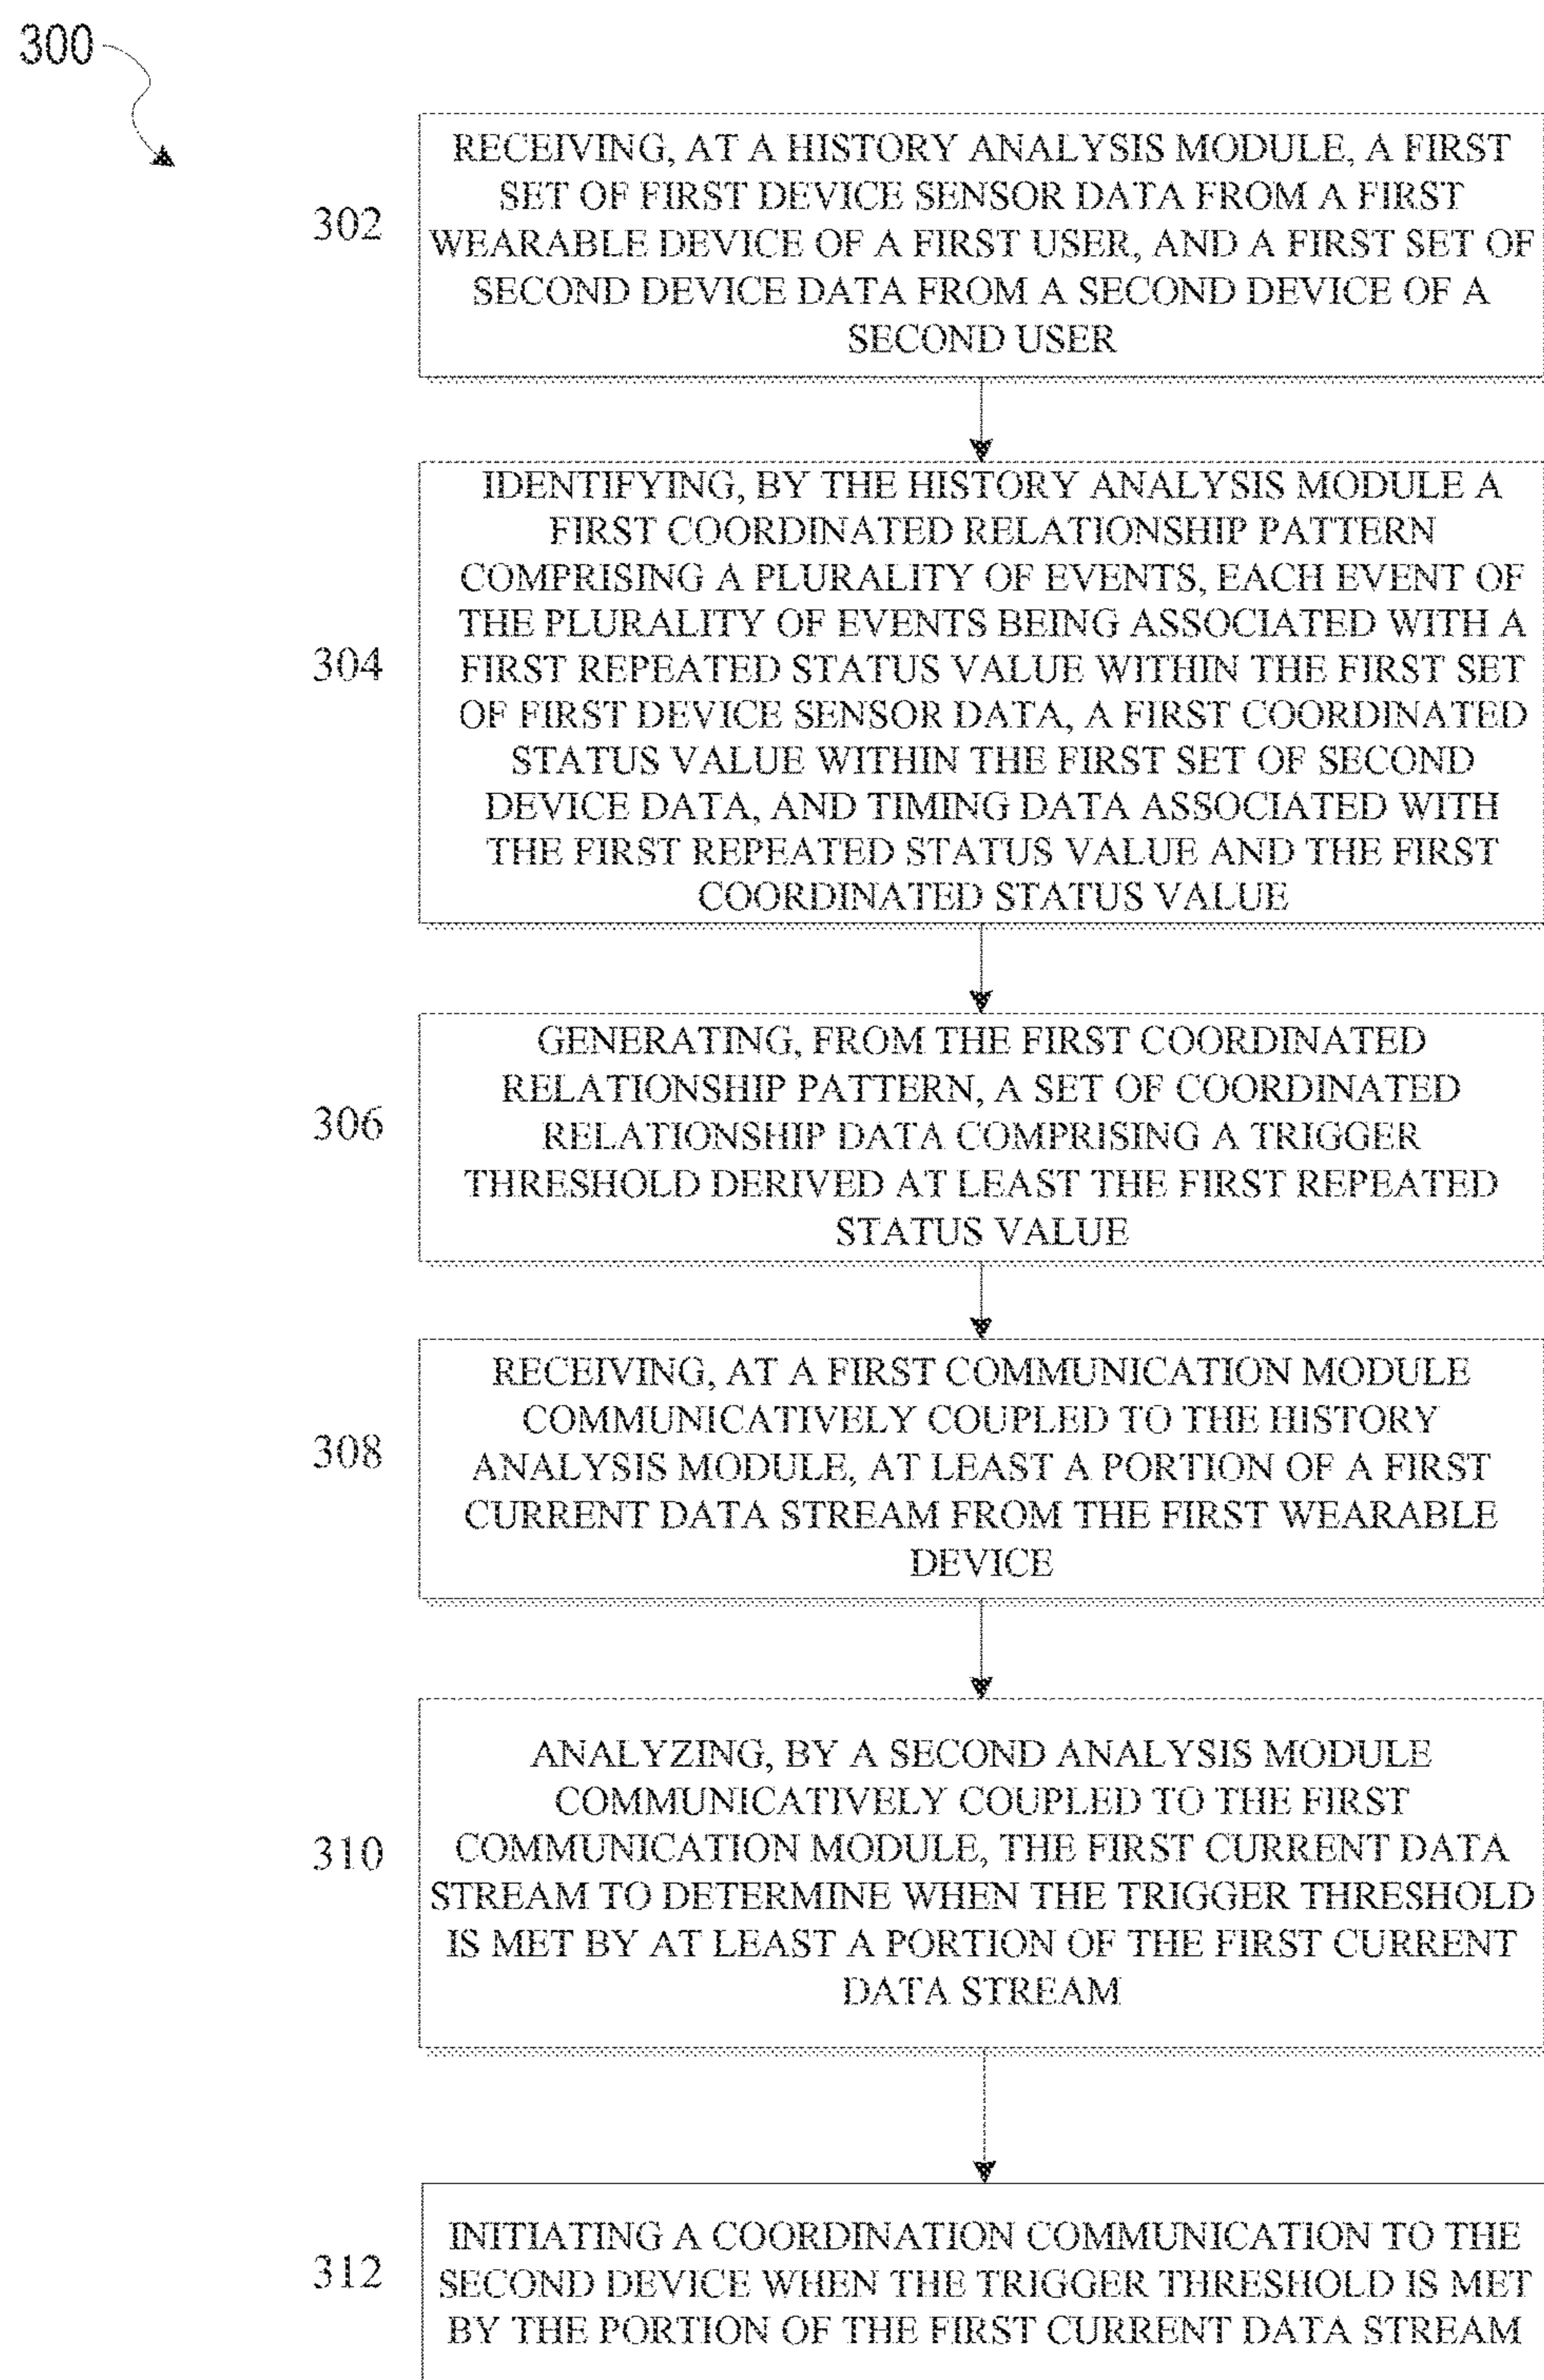 300
302
RECEIVING, AT A HISTORY ANALYSIS MODULE, A FIRST
SET OF FIRST DEVICE SENSOR DATA FROM A FIRST
WEARABLE DEVICE OF A FIRST USER, AND A FIRST SET OF
SECOND DEVICE DATA FROM A SECOND DEVICE OF A
SECOND USER
304
IDENTIFYING, BY THE HISTORY ANALYSIS MODULE A
FIRST COORDINATED RELATIONSHIP PATTERN
COMPRISING A PLURALITY OF EVENTS, EACH EVENT OF
THE PLURALITY OF EVENTS BEING ASSOCIATED WITH A
FIRST REPEATED STATUS VALUE WITHIN THE FIRST SET
OF FIRST DEVICE SENSOR DATA, A FIRST COORDINATED
STATUS VALUE WITHIN THE FIRST SET OF SECOND
DEVICE DATA, AND TIMING DATA ASSOCIATED WITH
THE FIRST REPEATED STATUS VALUE AND THE FIRST
COORDINATED STATUS VALUE
306
GENERATING, FROM THE FIRST COORDINATED
RELATIONSHIP PATTERN, A SET OF COORDINATED
RELATIONSHIP DATA COMPRISING A TRIGGER
THRESHOLD DERIVED AT LEAST THE FIRST REPEATED
STATUS VALUE
308
RECEIVING, AT A FIRST COMMUNICATION MODULE
COMMUNICATIVELY COUPLED TO THE HISTORY
ANALYSIS MODULE, AT LEAST A PORTION OF A FIRST
CURRENT DATA STREAM FROM THE FIRST WEARABLE
DEVICE
310
ANALYZING, BY A SECOND ANALYSIS MODULE
COMMUNICATIVELY COUPLED TO THE FIRST
COMMUNICATION MODULE, THE FIRST CURRENT DATA
STREAM TO DETERMINE WHEN THE TRIGGER THRESHOLD
IS MET BY AT LEAST A PORTION OF THE FIRST CURRENT
DATA STREAM
312
INITIATING A COORDINATION COMMUNICATION TO THE
SECOND DEVICE WHEN THE TRIGGER THRESHOLD IS MET
BY THE PORTION OF THE FIRST CURRENT DATA STREAM